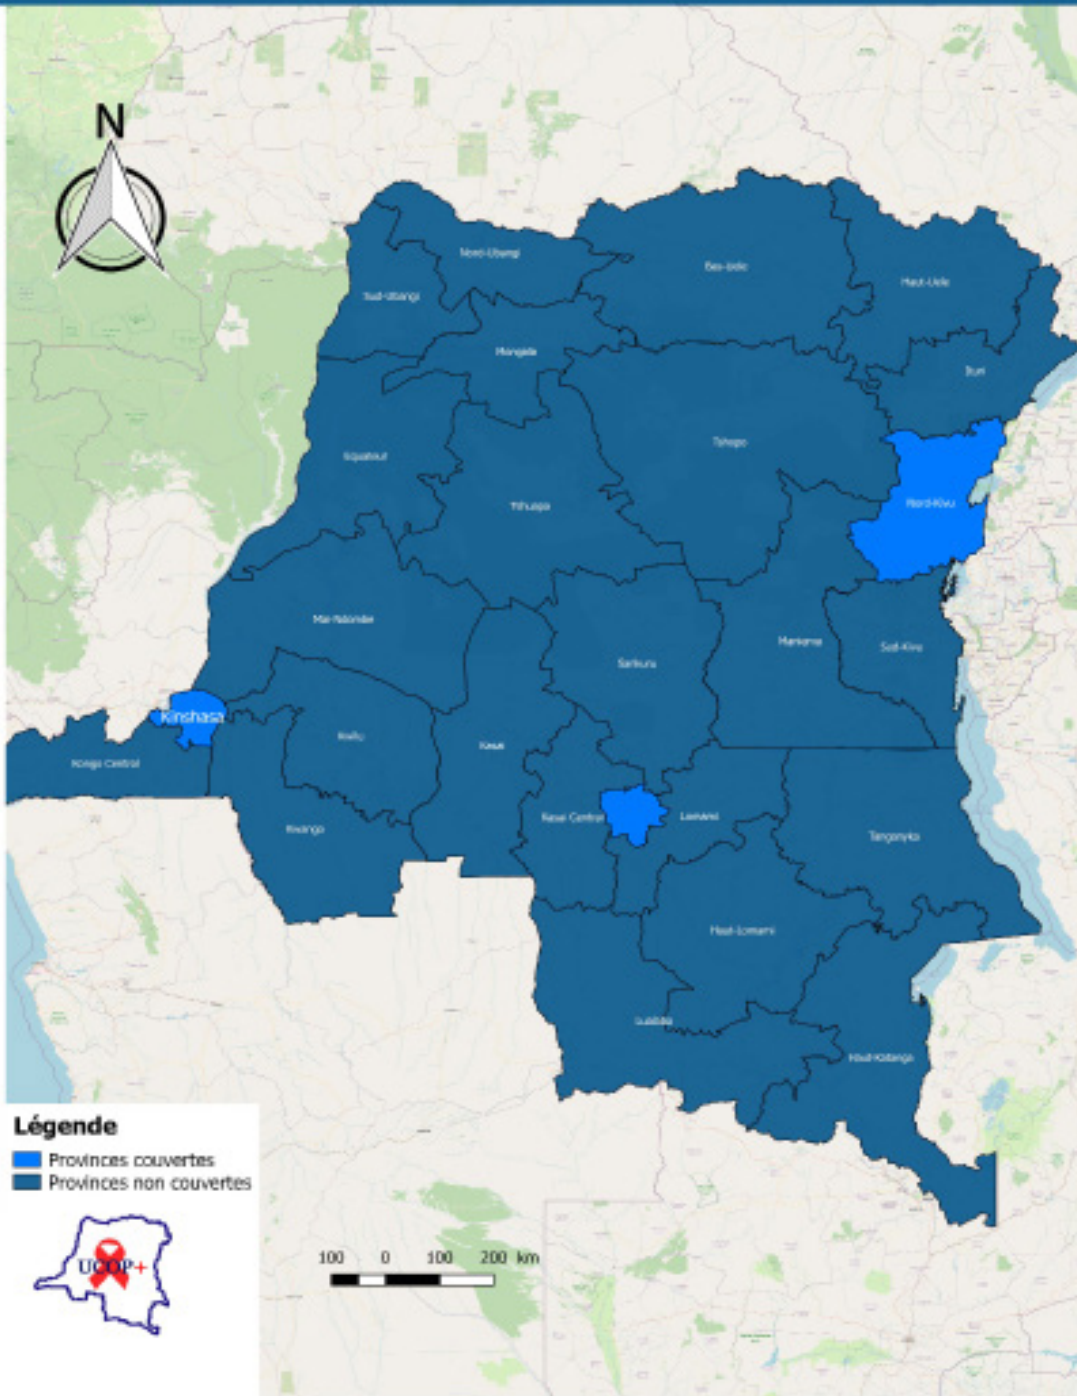 N
Nord-Ubangi
Bas-Uele
Haut-Uele
Sud-Ubangi
Mongala
Ituri
Tshopo
Equateur
Nord-Kivu
Tshuapa
Mai-Ndombe
Maniema
Sud-Kivu
Sankuru
Kinshasa
Kwilu
Kasai
Kongo Central
Kasai Central
Lomami
Kwango
Tanganyika
Haut-Lomami
Lualaba
Haut-Katanga
Légende
Provinces couvertes
Provinces non couvertes
UCOP+
100 0 100 200 km